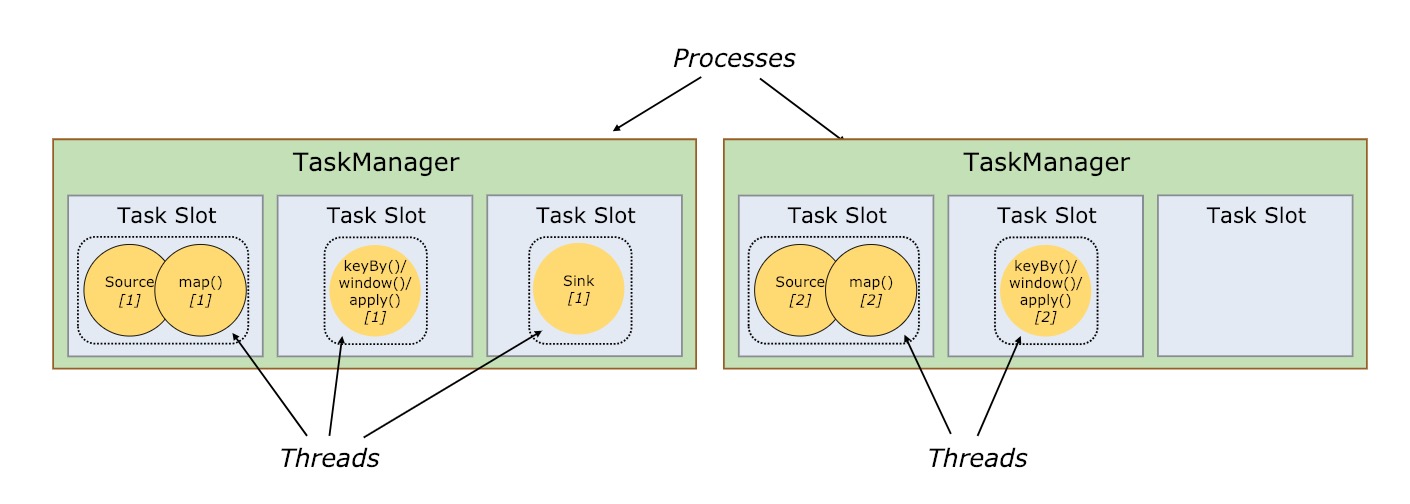 Processes
TaskManager
Task Slot
Source
[1]
map()
[1]
Task Slot
keyBy()/
window()/
apply()
[1]
Task Slot
Sink
[1]
TaskManager
Task Slot
Source
[2]
map()
[2]
Task Slot
keyBy()/
window()/
apply()
[2]
Task Slot
Threads
Threads